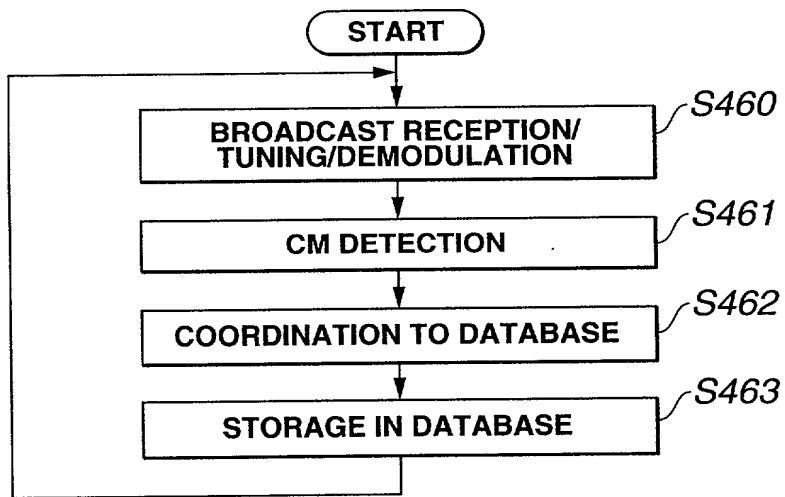 START
BROADCAST RECEPTION/
TUNING/DEMODULATION
S460
CM DETECTION
S461
COORDINATION TO DATABASE
S462
STORAGE IN DATABASE
S463